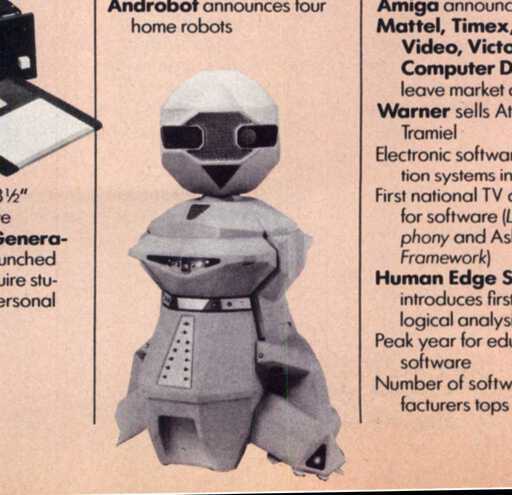 3½"
Genera-
unched
uire stu-
ersonal
Androbot announces four
home robots
Amiga announc
Mattel, Timex,
Video, Victo
Computer D
leave market
Warner sells At
Tramiel
Electronic softwar
tion systems in
First national TV
for software (L
phony and Ash
Framework)
Human Edge S
introduces first
logical analysi
Peak year for edu
software
Number of softw
facturers tops